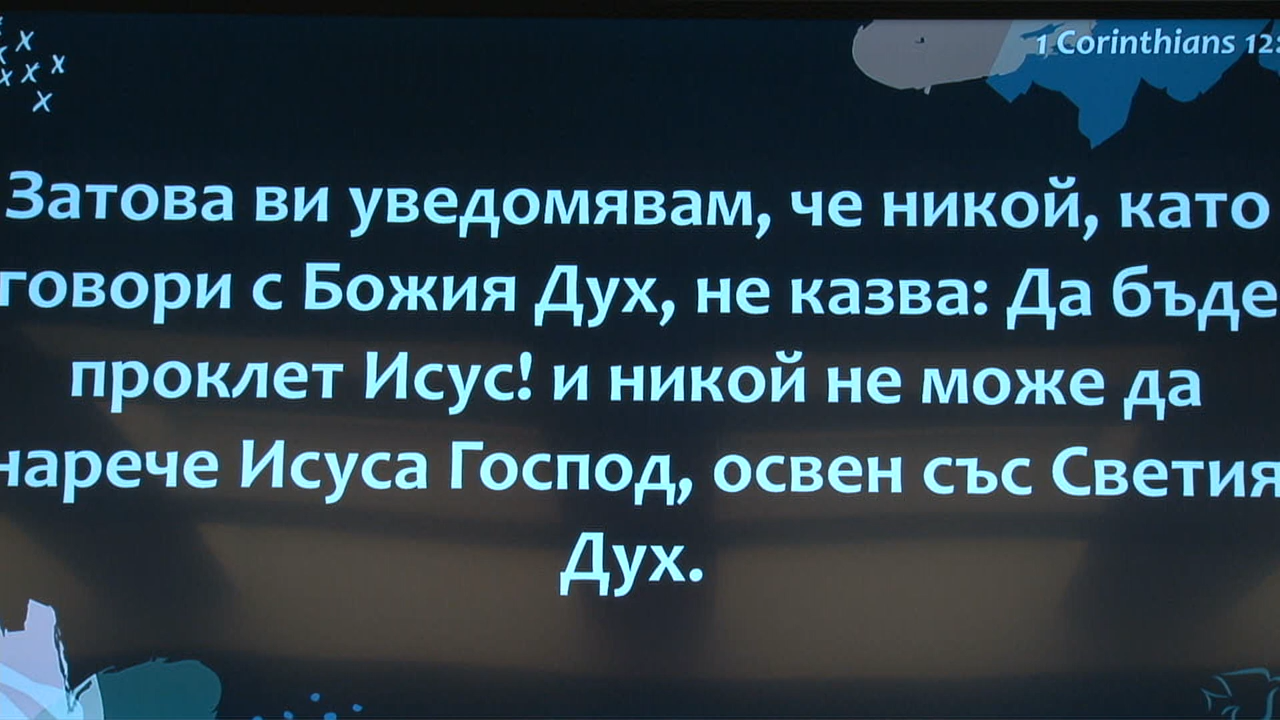 1 Corinthians 12:
Затова ви уведомявам, че никой, като
говори с Божия Дух, не казва: Да бъде
проклет Исус! и никой не може да
нарече Исуса Господ, освен със Светия
Дух.